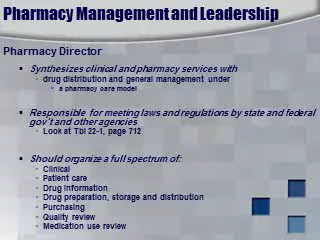 Pharmacy Management and Leadership
Pharmacy Director
Synthesizes clinical and pharmacy services with
drug distribution and general management under
a pharmacy care model
Responsible for meeting laws and regulations by state and federal
gov't and other agencies
Look at Tbl 22-1, page 712
Should organize a full spectrum of:
Clinical
Patient care
Drug information
Drug preparation, storage and distribution
Purchasing
Quality review
Medication use review